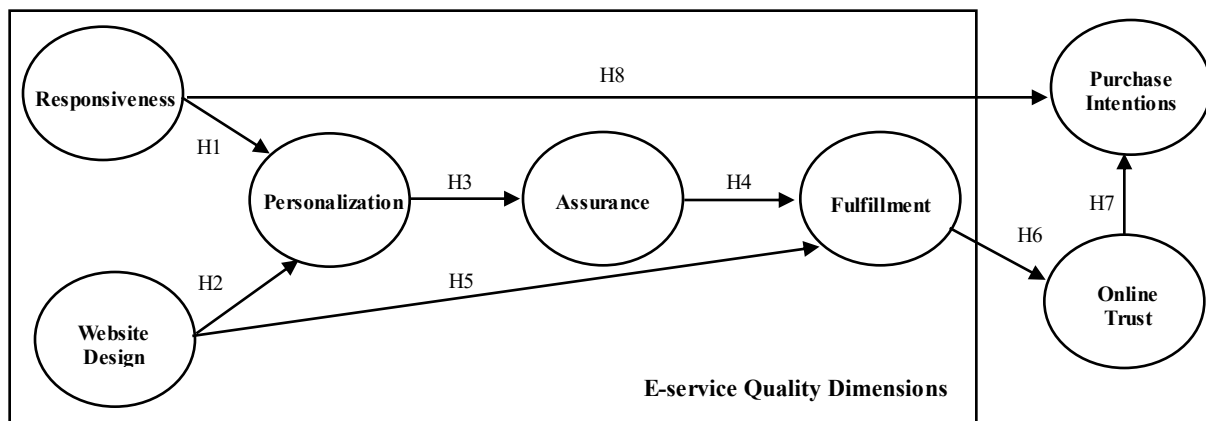 H8
Purchase
Intentions
Responsiveness
H1
Personalization
H3
Assurance
H4
Fulfillment
H7
H6
H2
H5
Online
Trust
Website
Design
E-service Quality Dimensions